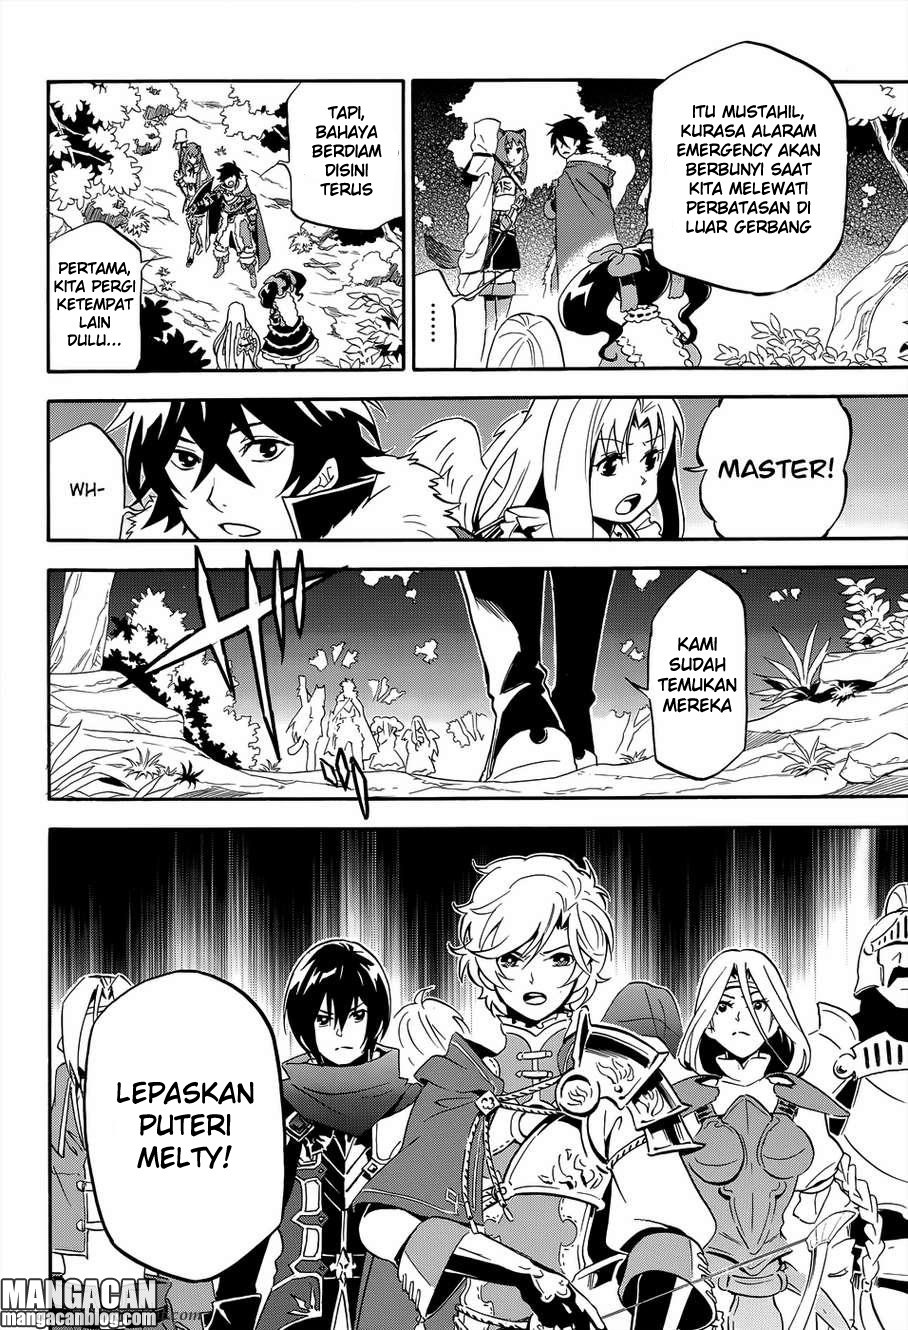 ITU MUSTAHIL,
KURASA ALARAM
EMERGENCY AKAN
BERBUNYI SAAT
KITA MELEWATI
PERBATASAN DI
LUAR GERBANG
......
TAPI,
BAHAYA
BERDIAM
DISINI
TERUS
PERTAMA,
KITA PERGI
KETEMPAT
LAIN
DULU...
MASTER!
WH-
KAMI
SUDAH
TEMUKAN
MEREKA
LEPASKAN
PUTERI
MELTY!
MANGACAN
mangacanblog.com